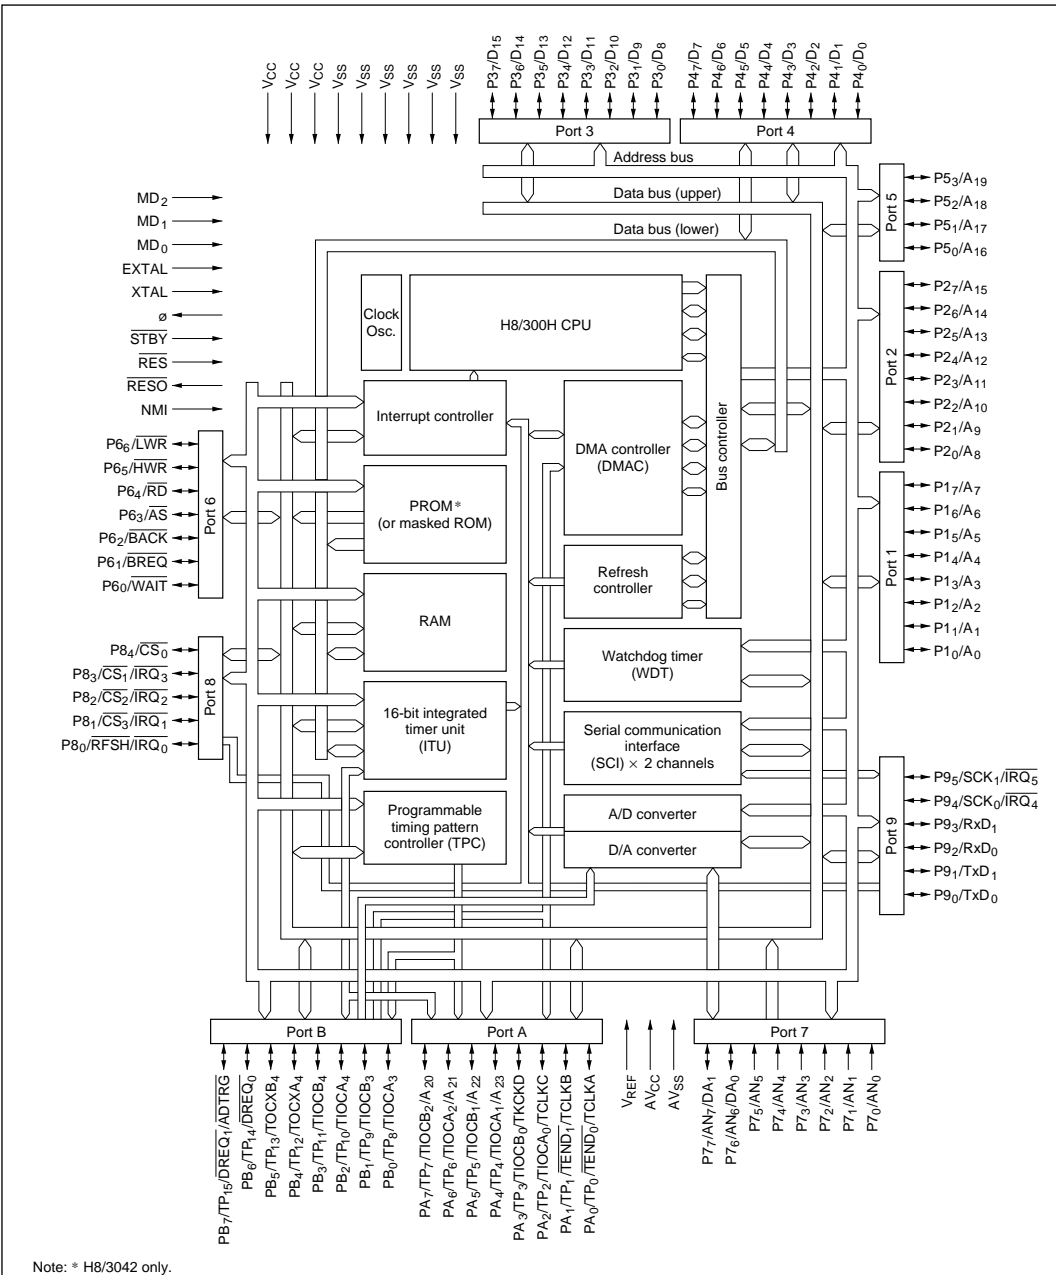 VCC
VCC
VCC
VSS
VSS
VSS
VSS
VSS
VSS
P37/D15
P36/D14
P35/D13
P34/D12
P33/D11
P32/D10
P31/D9
P30/D8
P47/D7
P46/D6
P45/D5
P44/D4
P43/D3
P42/D2
P41/D1
P40/D0
Port 3
Port 4
Address bus
Data bus (upper)
Data bus (lower)
MD2
MD1
MD0
EXTAL
XTAL
ø
STBY
RES
RESO
NMI
P66/LWR
P65/HWR
P64/RD
P63/AS
P62/BACK
P61/BREQ
P60/WAIT
Port 6
P84/CS0
P83/CS1/IRQ3
P82/CS2/IRQ2
P81/CS3/IRQ1
P80/RFSH/IRQ0
Port 8
Clock
Osc.
H8/300H CPU
Interrupt controller
PROM*
(or masked ROM)
RAM
16-bit integrated
timer unit
(ITU)
Programmable
timing pattern
controller (TPC)
DMA controller
(DMAC)
Refresh
controller
Watchdog timer
(WDT)
Serial communication
interface
(SCI) × 2 channels
A/D converter
D/A converter
Bus controller
Port 5
P53/A19
P52/A18
P51/A17
P50/A16
Port 2
P27/A15
P26/A14
P25/A13
P24/A12
P23/A11
P22/A10
P21/A9
P20/A8
Port 1
P17/A7
P16/A6
P15/A5
P14/A4
P13/A3
P12/A2
P11/A1
P10/A0
Port 9
P95/SCK1/IRQ5
P94/SCK0/IRQ4
P93/RxD1
P92/RxD0
P91/TxD1
P90/TxD0
Port B
Port A
Port 7
PB7/TP15/DREQ1/ADTRG
PB6/TP14/DREQ0
PB5/TP13/TOCXB4
PB4/TP12/TOCXA4
PB3/TP11/TIOCB4
PB2/TP10/TIOCA4
PB1/TP9/TIOCB3
PB0/TP8/TIOCA3
PA7/TP7/TIOCB2/A20
PA6/TP6/TIOCA2/A21
PA5/TP5/TIOCB1/A22
PA4/TP4/TIOCA1/A23
PA3/TP3/TIOCB0/TKCKD
PA2/TP2/TIOCA0/TCLKC
PA1/TP1/TEND1/TCLKB
PA0/TP0/TEND0/TCLKA
VREF
AVCC
AVSS
P77/AN7/DA1
P76/AN6/DA0
P75/AN5
P74/AN4
P73/AN3
P72/AN2
P71/AN1
P70/AN0
Note: * H8/3042 only.